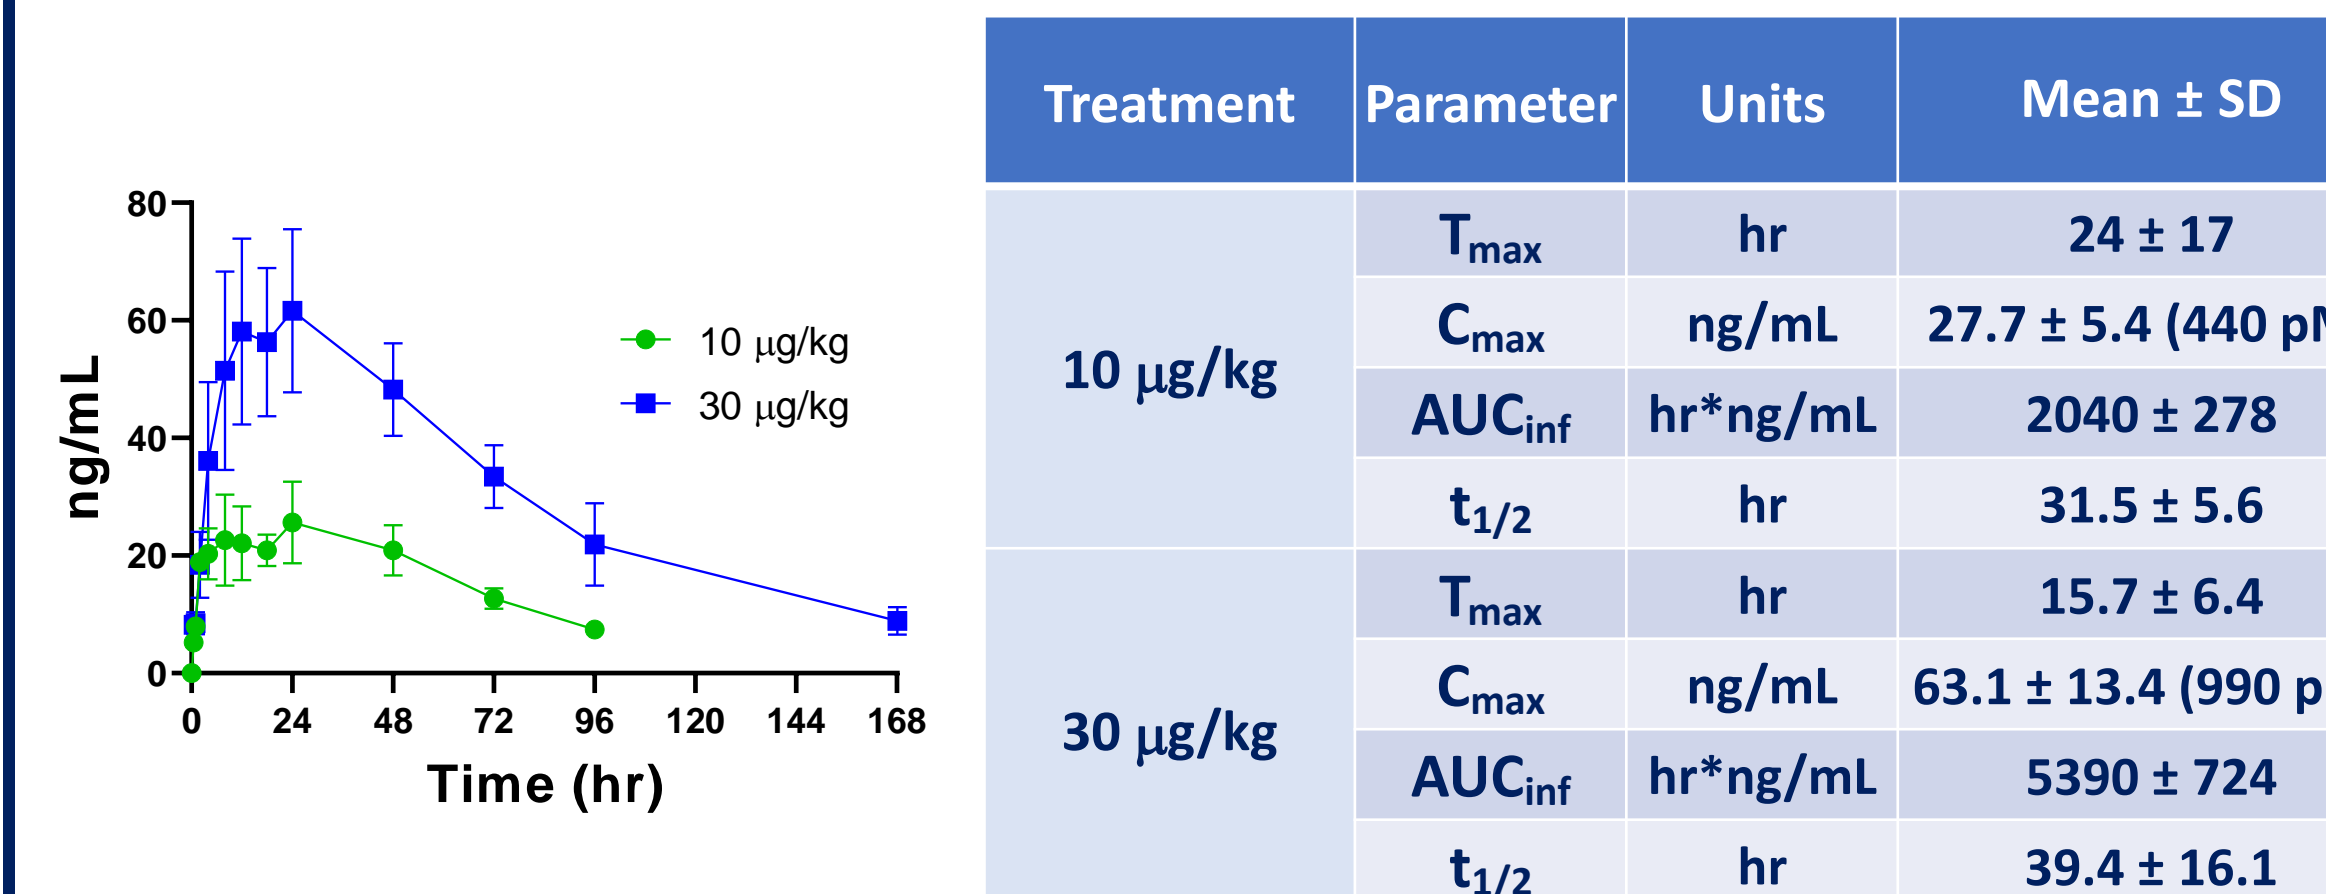 80
60
40
20
0
ng/mL
0 24 48 72 96 120 144 168
Time (hr)
10 μg/kg
30 μg/kg
Treatment Parameter Units Mean ± SD
10 μg/kg
Tmax hr 24 ± 17
Cmax ng/mL 27.7 ± 5.4 (440
AUCinf hr*ng/mL 2040 ± 278
t1/2 hr 31.5 ± 5.6
30 μg/kg
Tmax hr 15.7 ± 6.4
Cmax ng/mL 63.1 ± 13.4 (990
AUCinf hr*ng/mL 5390 ± 724
t1/2 hr 39.4 ± 16.1